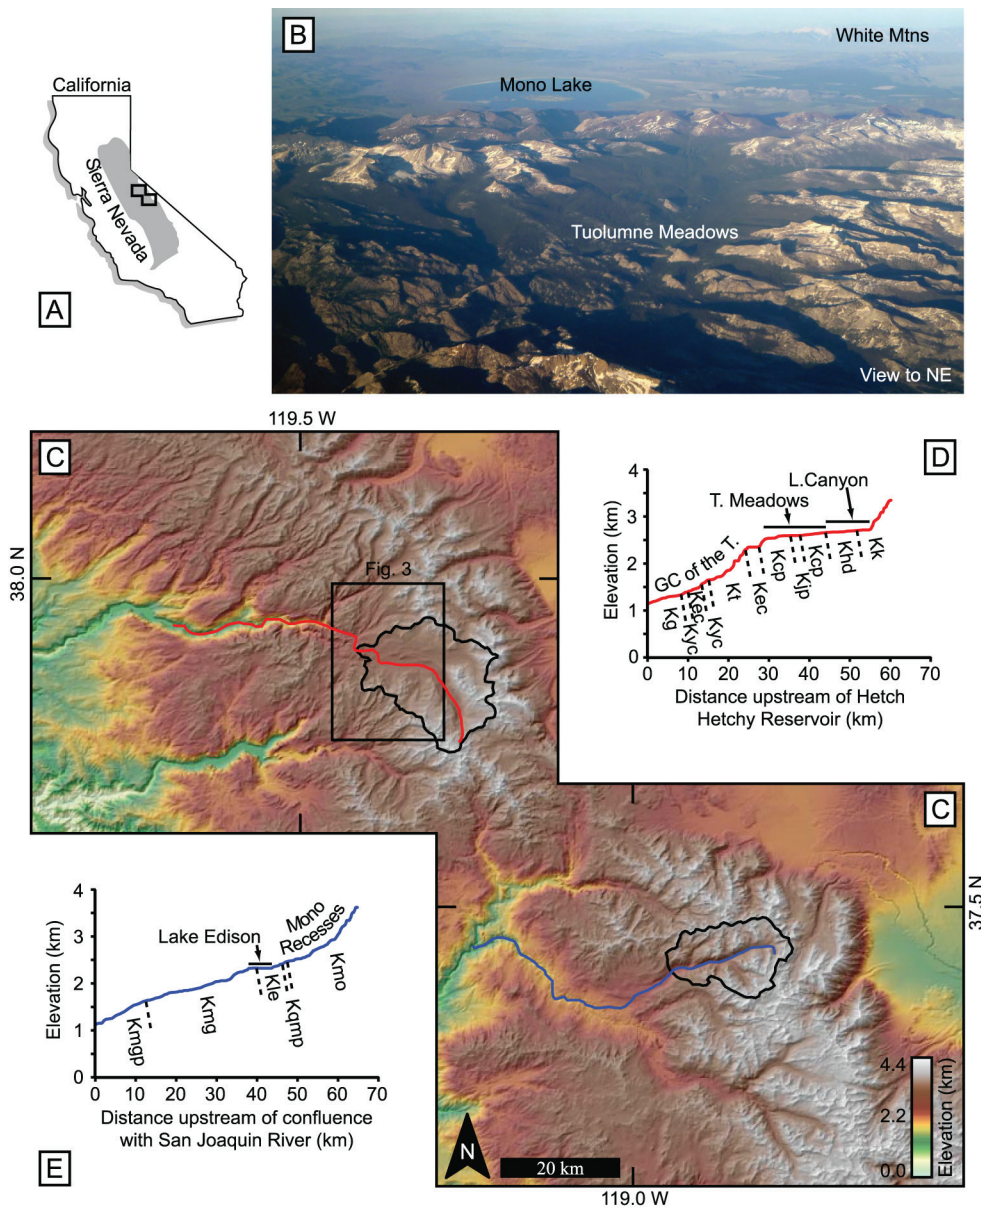 A
California
Sierra Nevada
B
White Mtns
Mono Lake
Tuolumne Meadows
View to NE
C
119.5 W
38.0 N
Fig. 3
D
L.Canyon
T. Meadows
GC of the T.
4
3
2
1
0
Elevation (km)
Kg
Kyc
Kec
Kyc
Kt
Kec
Kcp
Kjp
Kcp
Khd
Kk
0 10 20 30 40 50 60 70
Distance upstream of Hetch
Hetchy Reservoir (km)
C
37.5 N
119.0 W
4.4
2.2
0.0
Elevation (km)
N
20 km
E
4
3
2
1
0
Elevation (km)
Lake Edison
Mono
Recesses
Kmgp
Kmg
Kle
Kqmp
Kmo
0 10 20 30 40 50 60 70
Distance upstream of confluence
with San Joaquin River (km)